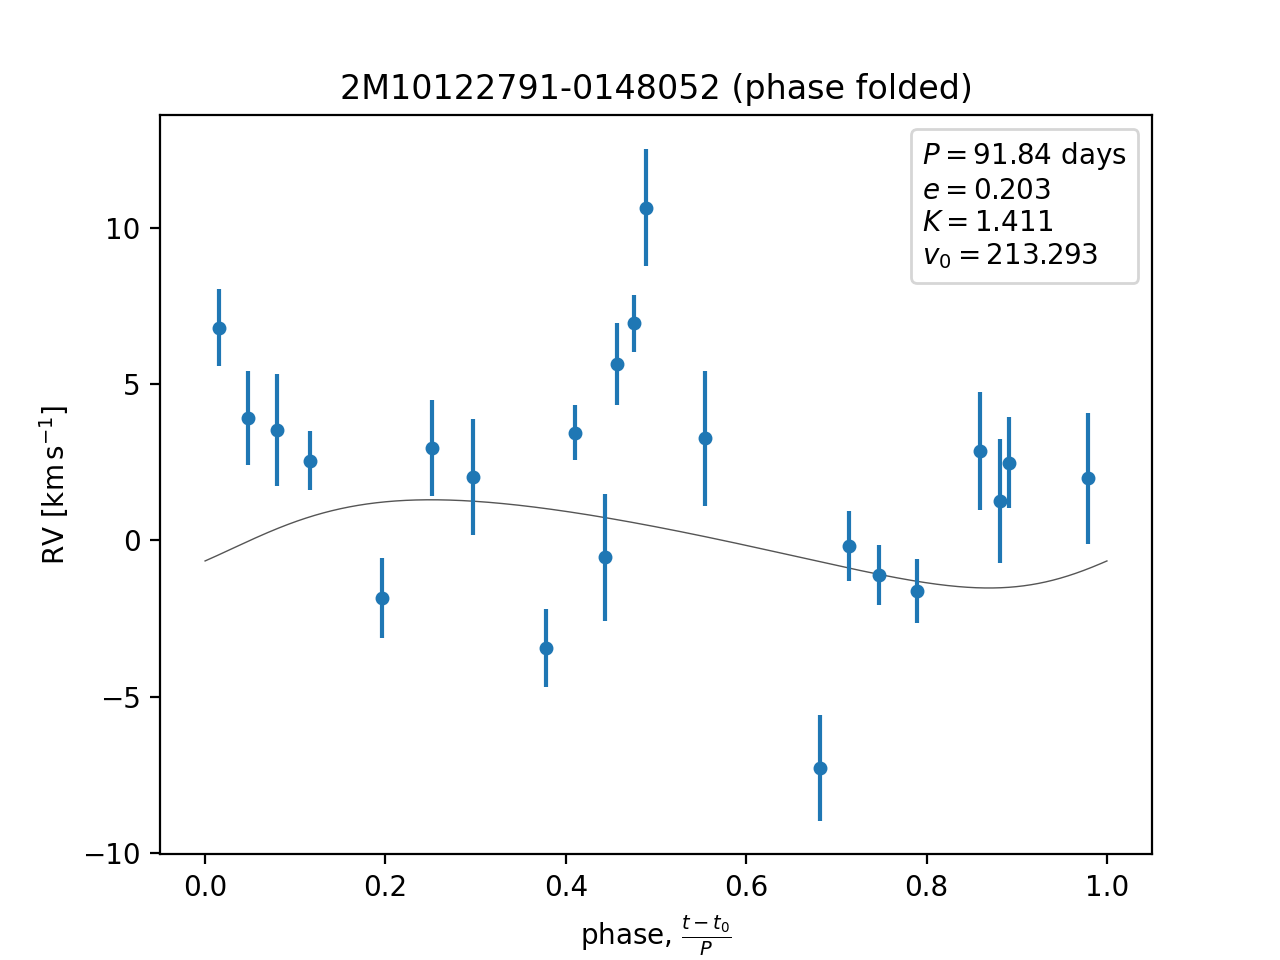 2M10122791-0148052 (phase folded)
P = 91.84 days
e = 0.203
K = 1.411
v₀ = 213.293
10
5
0
−5
−10
RV [km s⁻¹]
0.0 0.2 0.4 0.6 0.8 1.0
phase, (t − t₀)/P